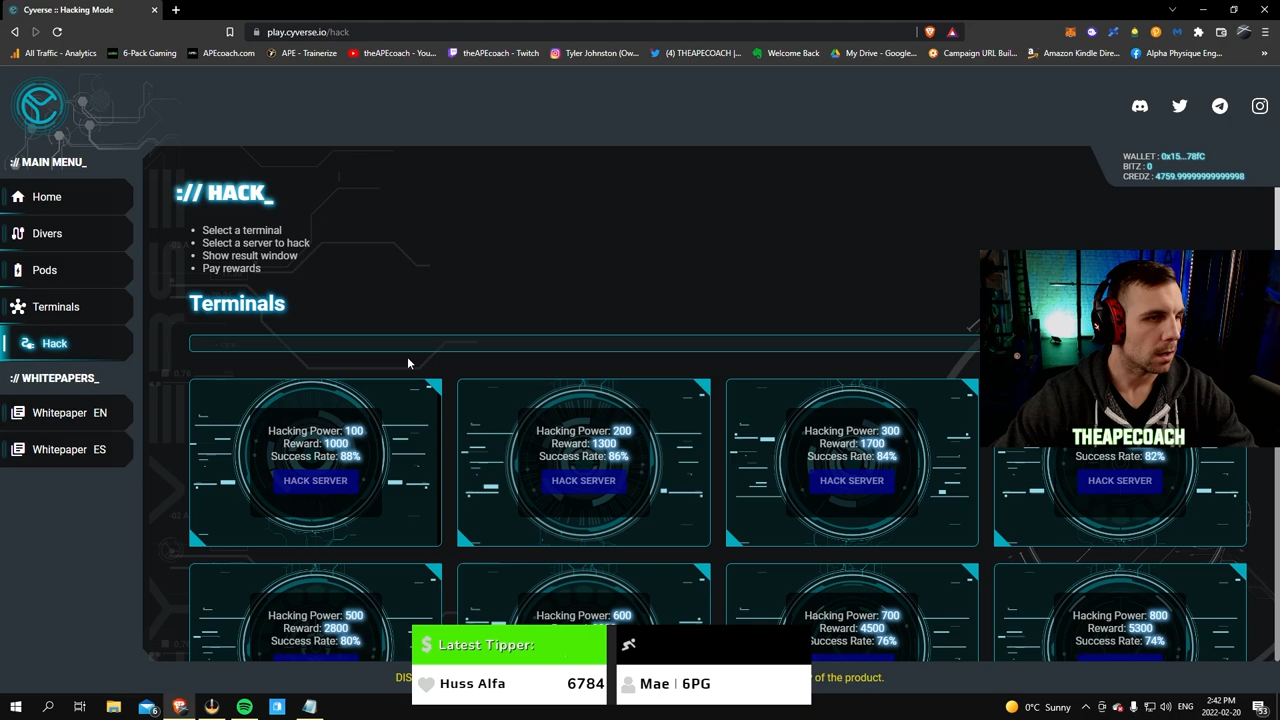 Cyverse :: Hacking Mode
play.cyverse.io/hack
All Traffic - Analytics
6-Pack Gaming
APEcoach.com
APE - Trainerize
theAPEcoach - You...
theAPEcoach - Twitch
Tyler Johnston (Ow...
(4) THEAPECOACH |...
Welcome Back
My Drive - Google...
Campaign URL Buil...
Amazon Kindle Direc...
Alpha Physique Eng...
:// MAIN MENU_
Home
Divers
Pods
Terminals
Hack
:// WHITEPAPERS_
Whitepaper EN
Whitepaper ES
WALLET : 0x15...78fC
BITZ : 0
CREDZ : 4759.99999999999998
:// HACK_
• Select a terminal
• Select a server to hack
• Show result window
• Pay rewards
Terminals
Hacking Power: 100
Reward: 1000
Success Rate: 88%
HACK SERVER
Hacking Power: 200
Reward: 1300
Success Rate: 86%
HACK SERVER
Hacking Power: 300
Reward: 1700
Success Rate: 84%
HACK SERVER
THEAPECOACH
Success Rate: 82%
HACK SERVER
Hacking Power: 500
Reward: 2800
Success Rate: 80%
Hacking Power: 600
Hacking Power: 700
Reward: 4500
Success Rate: 76%
Hacking Power: 800
Reward: 5300
Success Rate: 74%
Latest Tipper:
Huss Alfa 6784
Mae | 6PG
of the product.
0°C Sunny
ENG
2:42 PM
2022-02-20
53